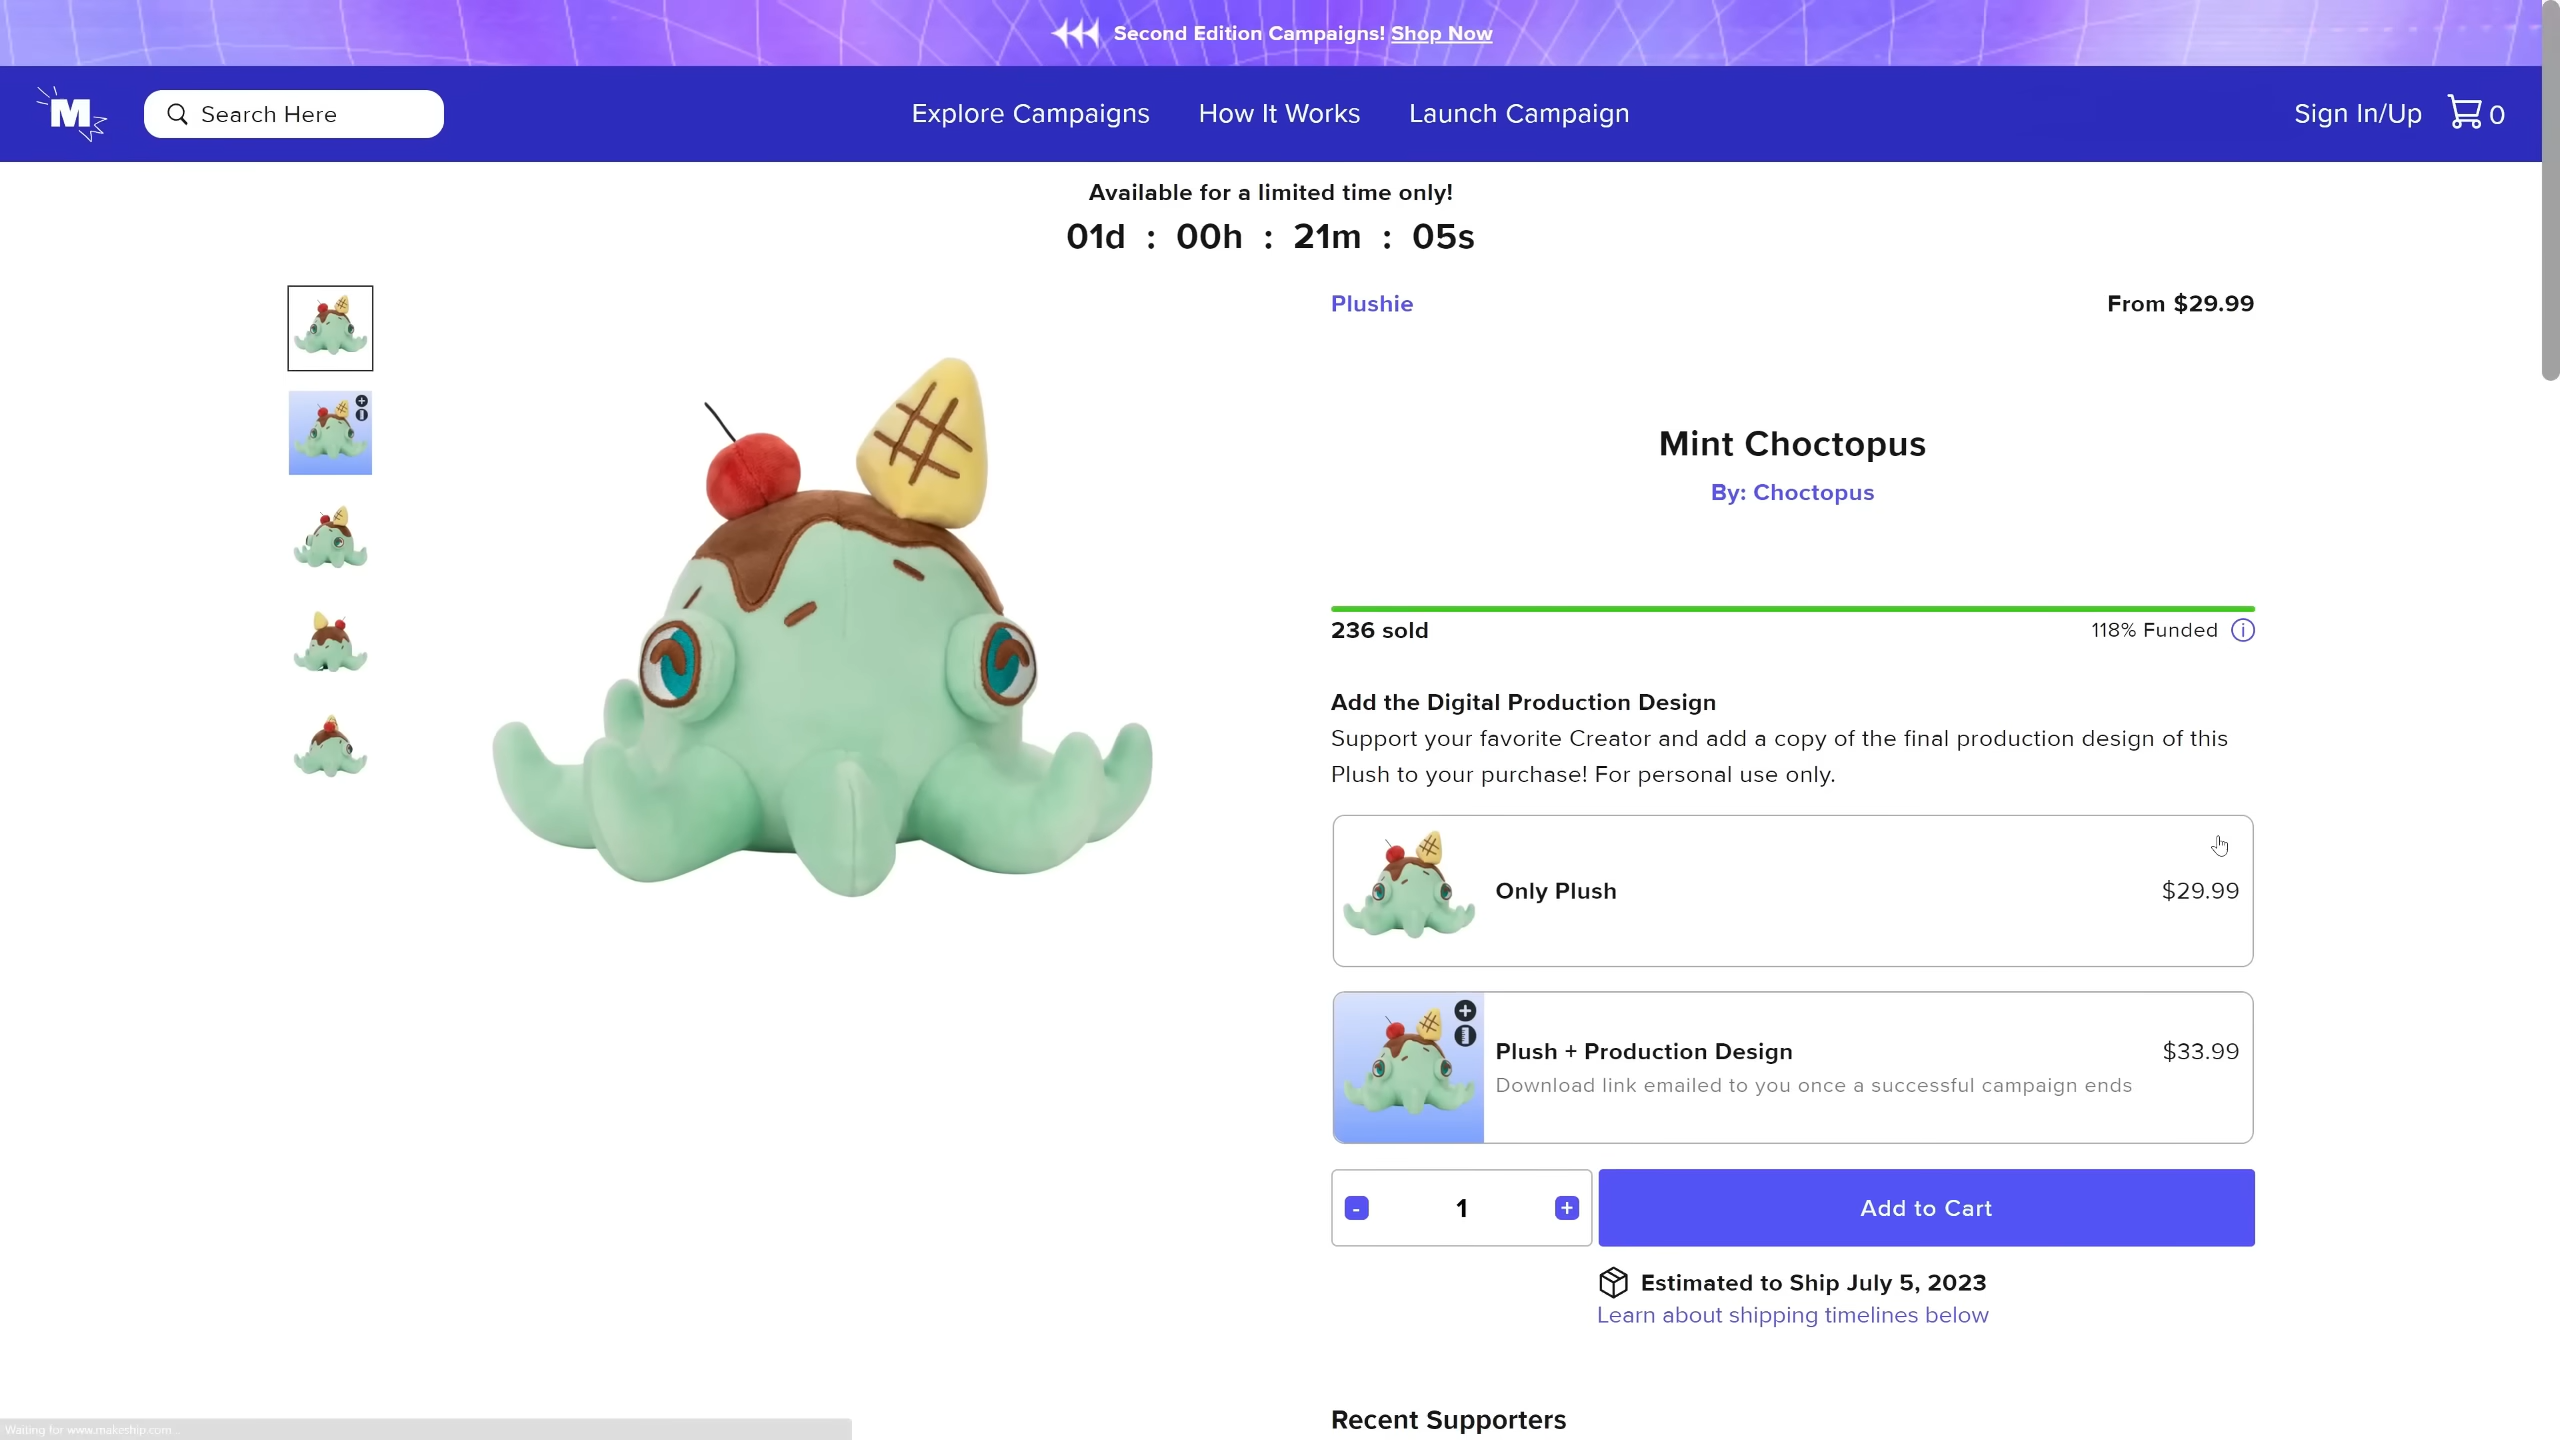 Second Edition Campaigns! Shop Now
M
Search Here
Explore Campaigns
How It Works
Launch Campaign
Sign In/Up
0
Available for a limited time only!
01d : 00h : 21m : 05s
Plushie
From $29.99
Mint Choctopus
By: Choctopus
236 sold
118% Funded
Add the Digital Production Design
Support your favorite Creator and add a copy of the final production design of this
Plush to your purchase! For personal use only.
Only Plush
$29.99
Plush + Production Design
$33.99
Download link emailed to you once a successful campaign ends
-
1
+
Add to Cart
Estimated to Ship July 5, 2023
Learn about shipping timelines below
Recent Supporters
Waiting for www.makeship.com...